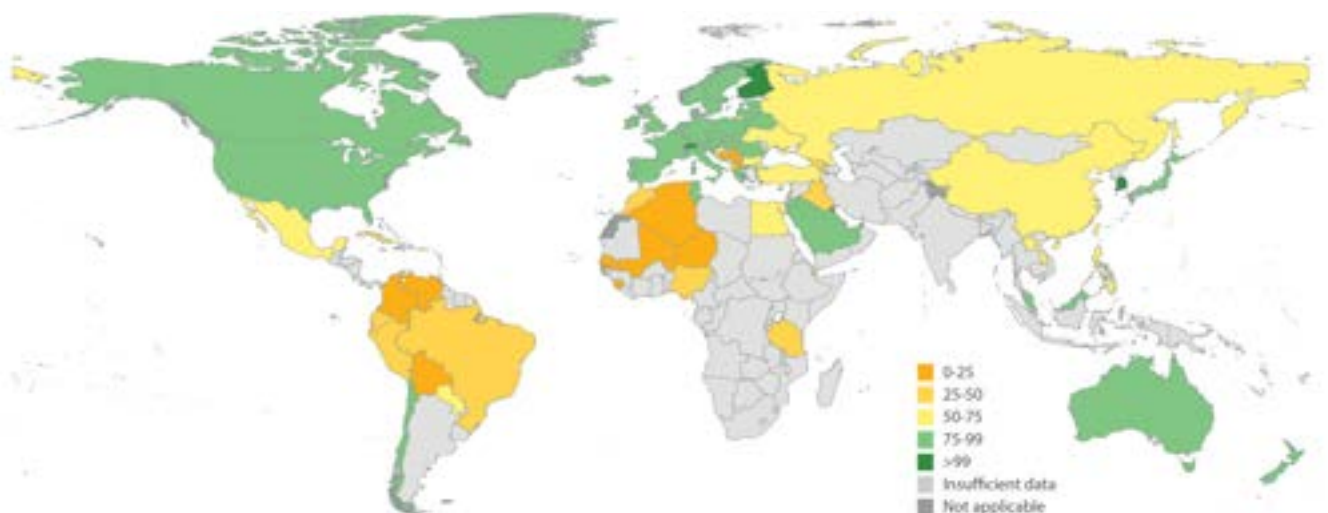 0-25
25-50
50-75
75-99
>99
Insufficient data
Not applicable